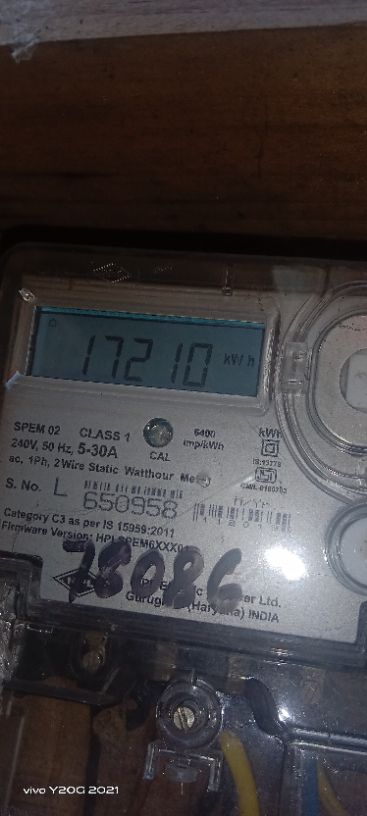 17210 kWh
SPEM 02 CLASS 1
240V, 50 Hz, 5-30A
CAL
6400
imp/kWh
kWh
ac, 1Ph, 2Wire Static Watthour Meter
S. No. L
650958
Category C3 as per IS 15959:2011
Firmware Version:
78086
Ltd.
(Haryana) INDIA
vivo Y20G 2021